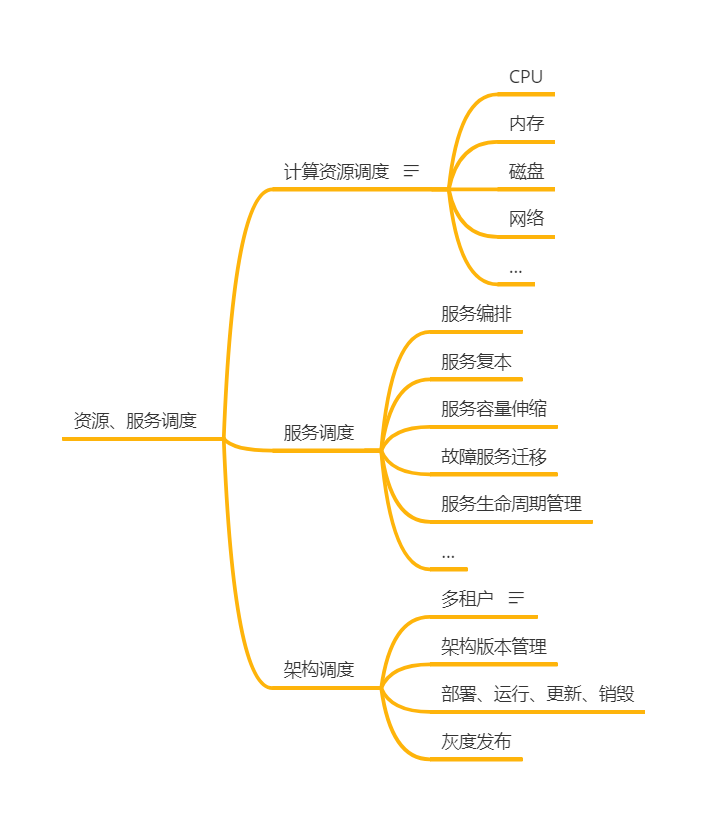 CPU
内存
计算资源调度
磁盘
网络
...
服务编排
服务复本
服务容量伸缩
资源、服务调度
服务调度
故障服务迁移
服务生命周期管理
...
多租户
架构版本管理
架构调度
部署、运行、更新、销毁
灰度发布